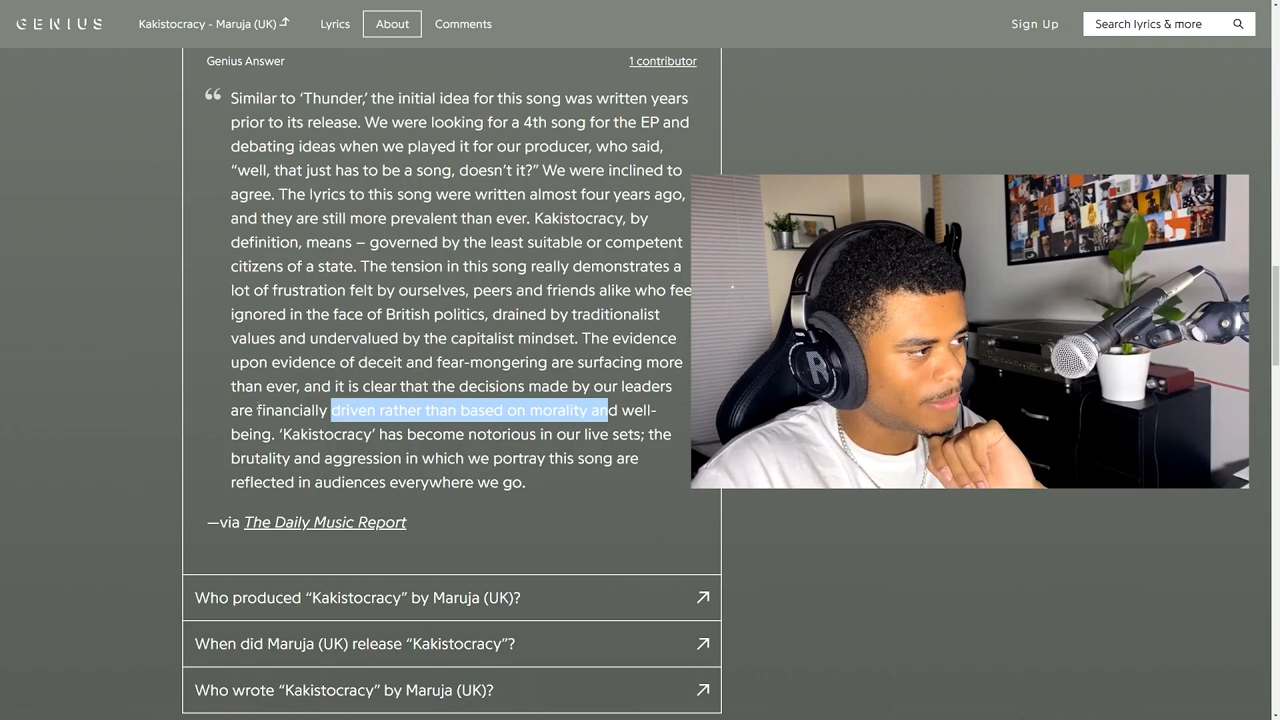 GENIUS
Kakistocracy - Maruja (UK)
Lyrics
About
Comments
Sign Up
Search lyrics & more
Genius Answer
1 contributor
“ Similar to ‘Thunder,’ the initial idea for this song was written years
prior to its release. We were looking for a 4th song for the EP and
debating ideas when we played it for our producer, who said,
“well, that just has to be a song, doesn’t it?” We were inclined to
agree. The lyrics to this song were written almost four years ago,
and they are still more prevalent than ever. Kakistocracy, by
definition, means – governed by the least suitable or competent
citizens of a state. The tension in this song really demonstrates a
lot of frustration felt by ourselves, peers and friends alike who fee
ignored in the face of British politics, drained by traditionalist
values and undervalued by the capitalist mindset. The evidence
upon evidence of deceit and fear-mongering are surfacing more
than ever, and it is clear that the decisions made by our leaders
are financially driven rather than based on morality and well-
being. ‘Kakistocracy’ has become notorious in our live sets; the
brutality and aggression in which we portray this song are
reflected in audiences everywhere we go.
—via The Daily Music Report
Who produced “Kakistocracy” by Maruja (UK)?
When did Maruja (UK) release “Kakistocracy”?
Who wrote “Kakistocracy” by Maruja (UK)?
R